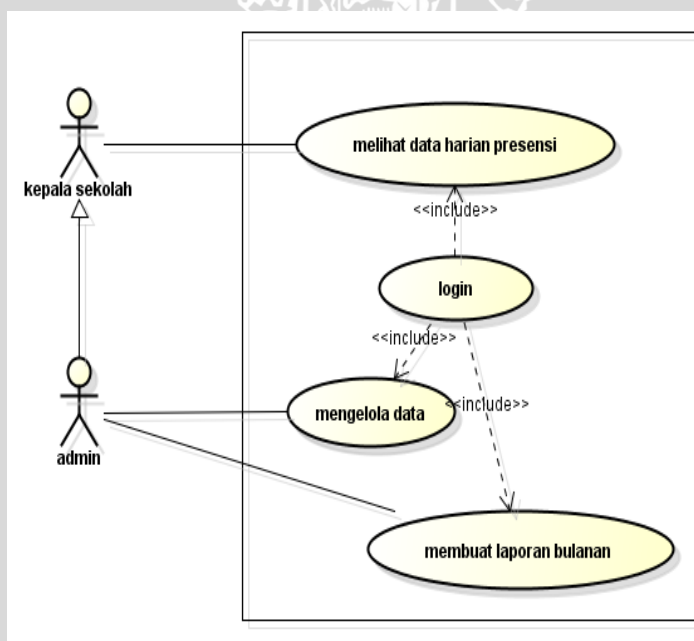 melihat data harian presensi
kepala sekolah
<<include>>
login
<<include>>
mengelola data
<<include>>
admin
membuat laporan bulanan